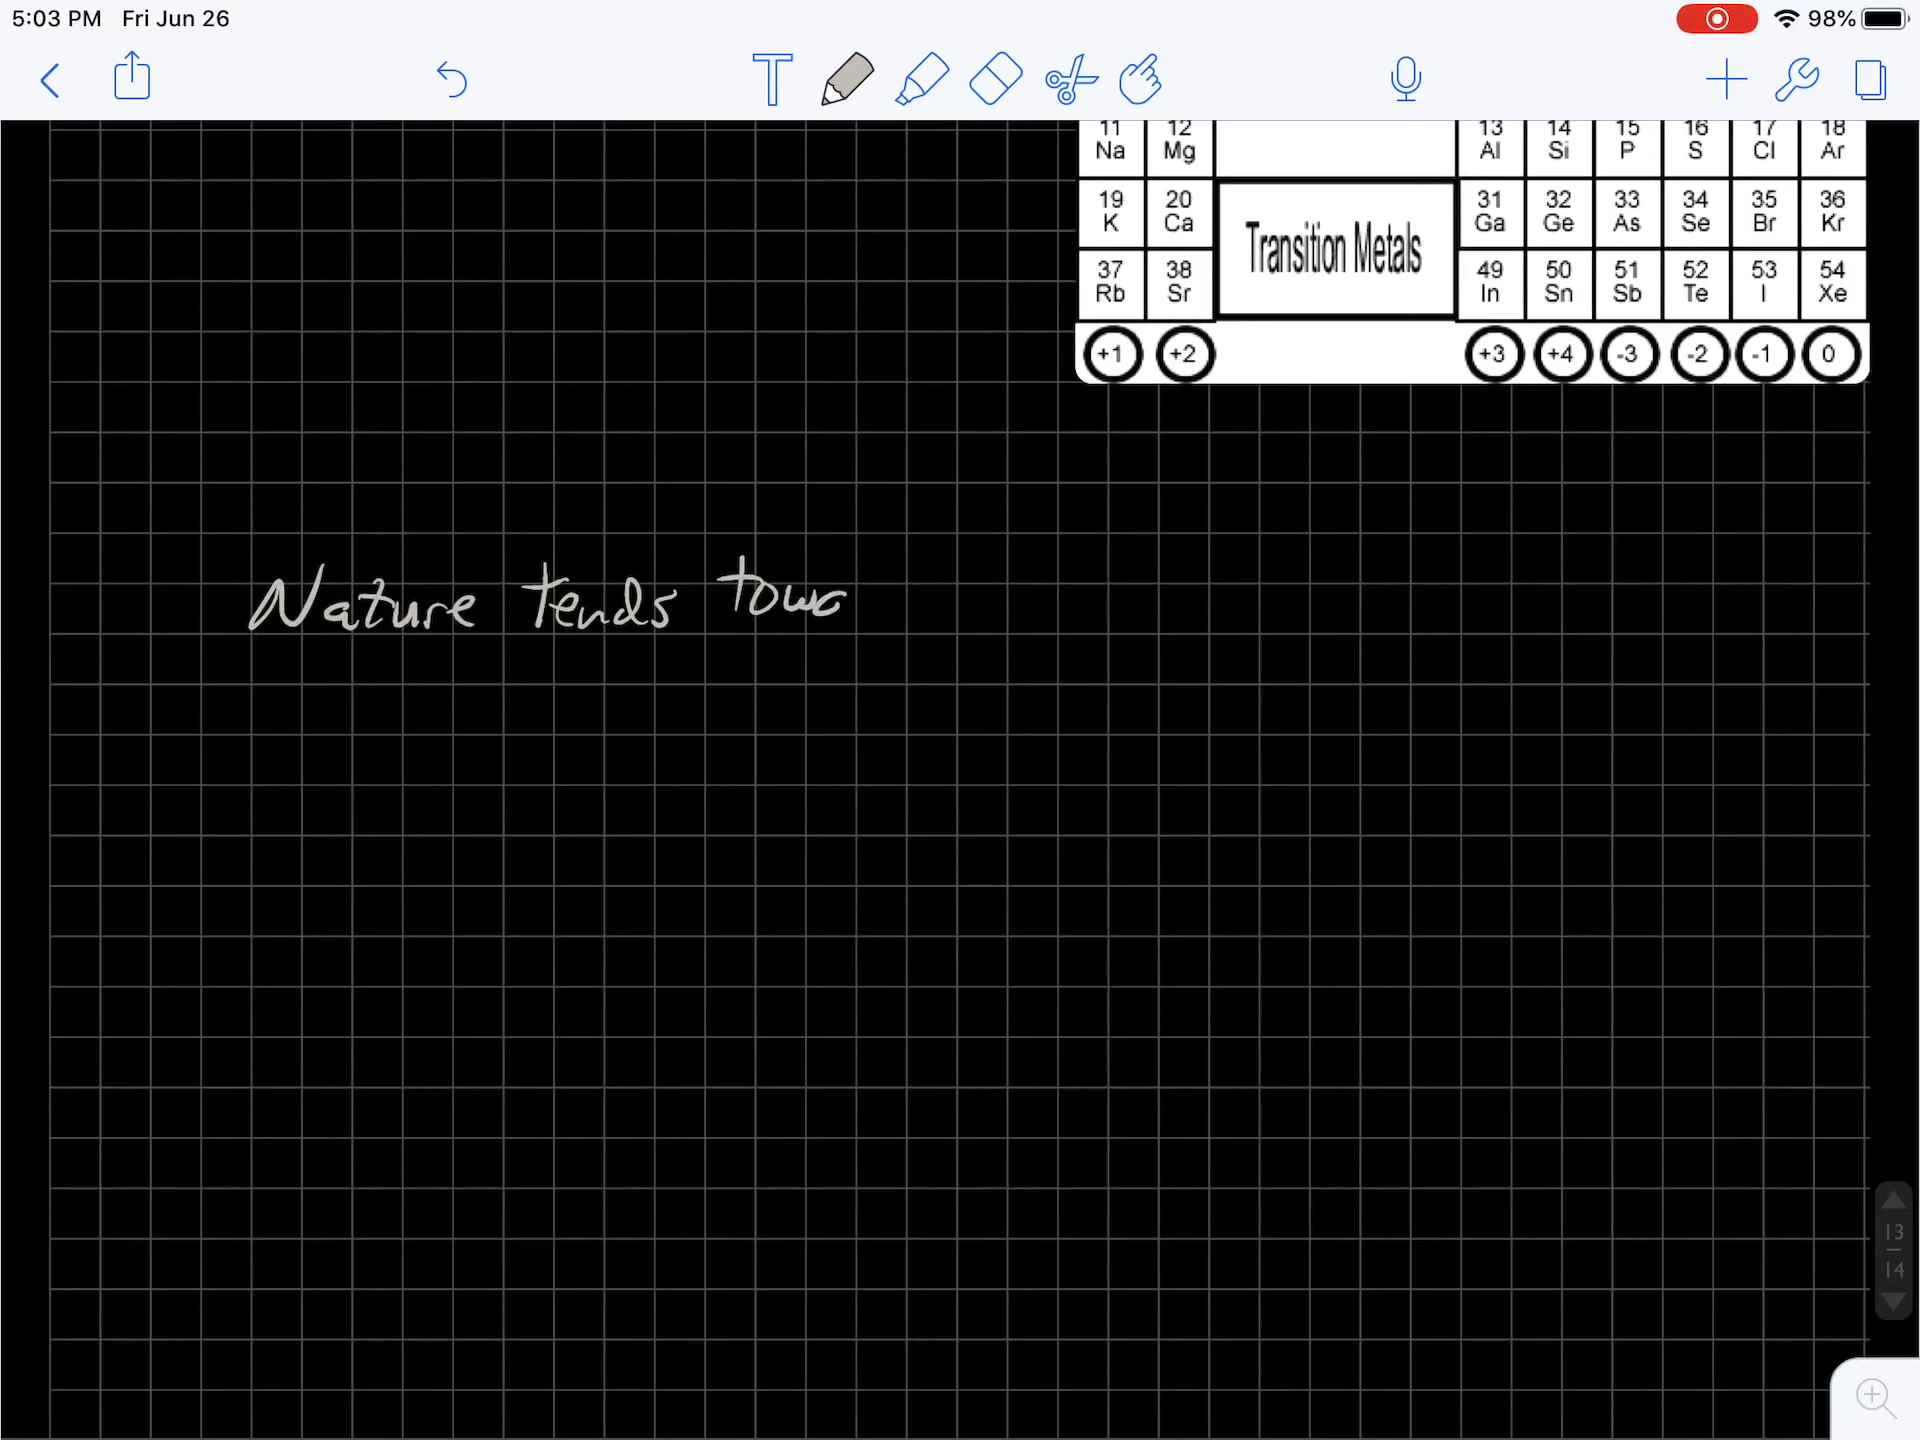 5:03 PM Fri Jun 26 98%
T
11 12 13 14 15 16 17 18
Na Mg Al Si P S Cl Ar
19 20 31 32 33 34 35 36
K Ca Ga Ge As Se Br Kr
Transition Metals
37 38 49 50 51 52 53 54
Rb Sr In Sn Sb Te I Xe
+1 +2 +3 +4 -3 -2 -1 0
Nature tends towa
13
14